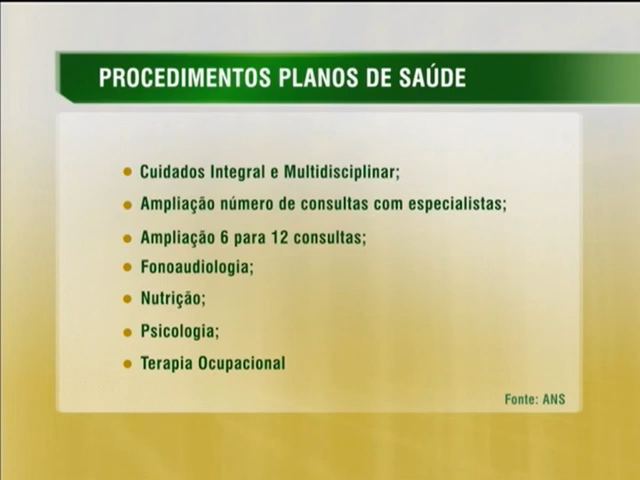 PROCEDIMENTOS PLANOS DE SAÚDE
Cuidados Integral e Multidisciplinar;
Ampliação número de consultas com especialistas;
Ampliação 6 para 12 consultas;
Fonoaudiologia;
Nutrição;
Psicologia;
Terapia Ocupacional
Fonte: ANS